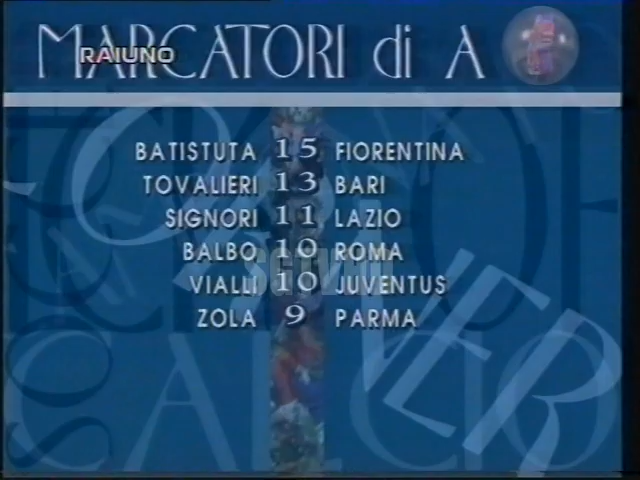 MARCATORI di A
RAIUNO
BATISTUTA 15 FIORENTINA
TOVALIERI 13 BARI
SIGNORI 11 LAZIO
BALBO 10 ROMA
VIALLI 10 JUVENTUS
ZOLA 9 PARMA
CALCIO